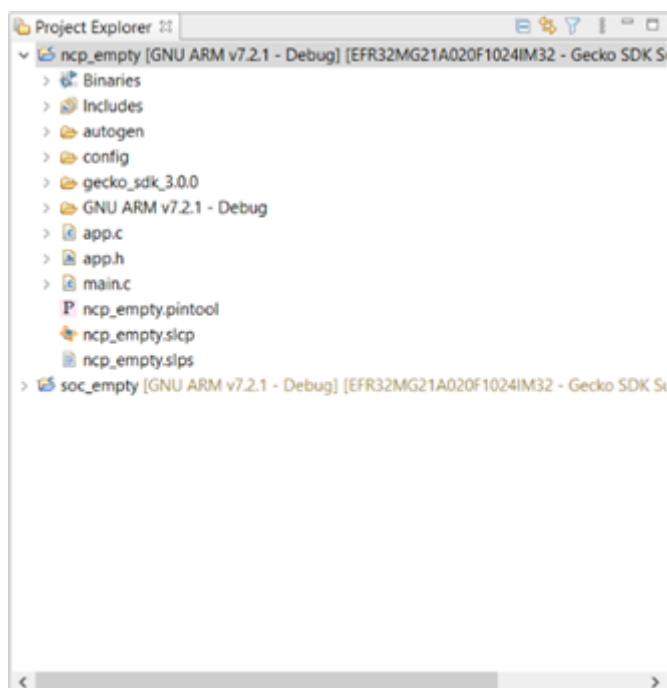 Project Explorer
ncp_empty [GNU ARM v7.2.1 - Debug] [EFR32MG21A020F1024IM32 - Gecko SDK Su
Binaries
Includes
autogen
config
gecko_sdk_3.0.0
GNU ARM v7.2.1 - Debug
app.c
app.h
main.c
ncp_empty.pintool
ncp_empty.slcp
ncp_empty.slps
soc_empty [GNU ARM v7.2.1 - Debug] [EFR32MG21A020F1024IM32 - Gecko SDK Su